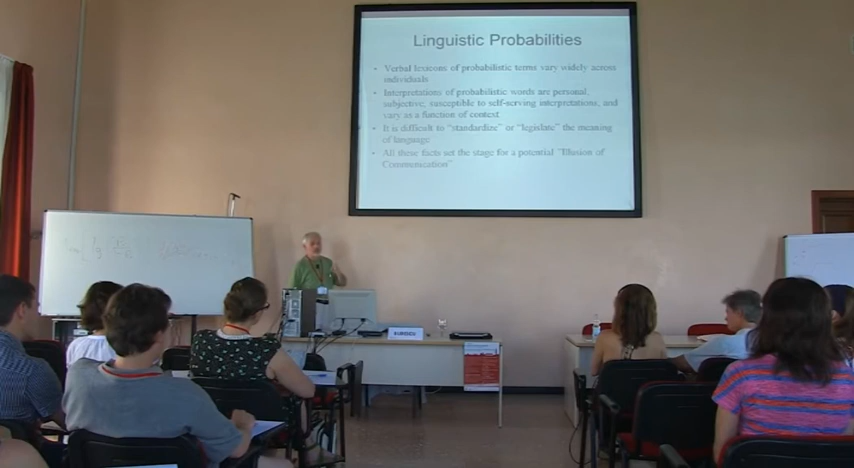 Linguistic Probabilities
• Verbal lexicons of probabilistic terms vary widely across
individuals
• Interpretations of probabilistic words are personal,
subjective, susceptible to self-serving interpretations, and
vary as a function of context
• It is difficult to "standardize" or "legislate" the meaning
of language
• All these facts set the stage for a potential "Illusion of
Communication"